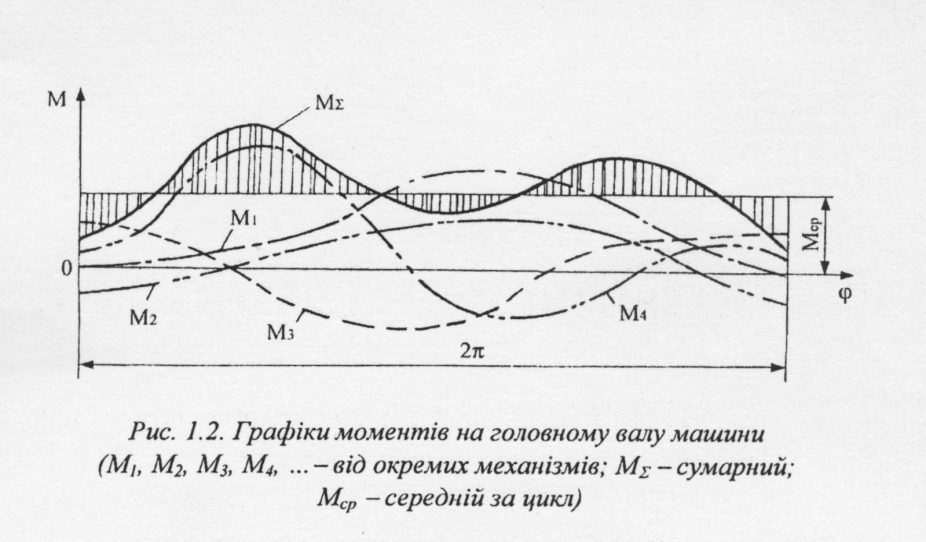 M
MΣ
M₁
Mср
0
φ
M₂
M₃
M₄
2π
Рис. 1.2. Графіки моментів на головному валу машини
(M₁, M₂, M₃, M₄, ... – від окремих механізмів; MΣ – сумарний;
Mср – середній за цикл)